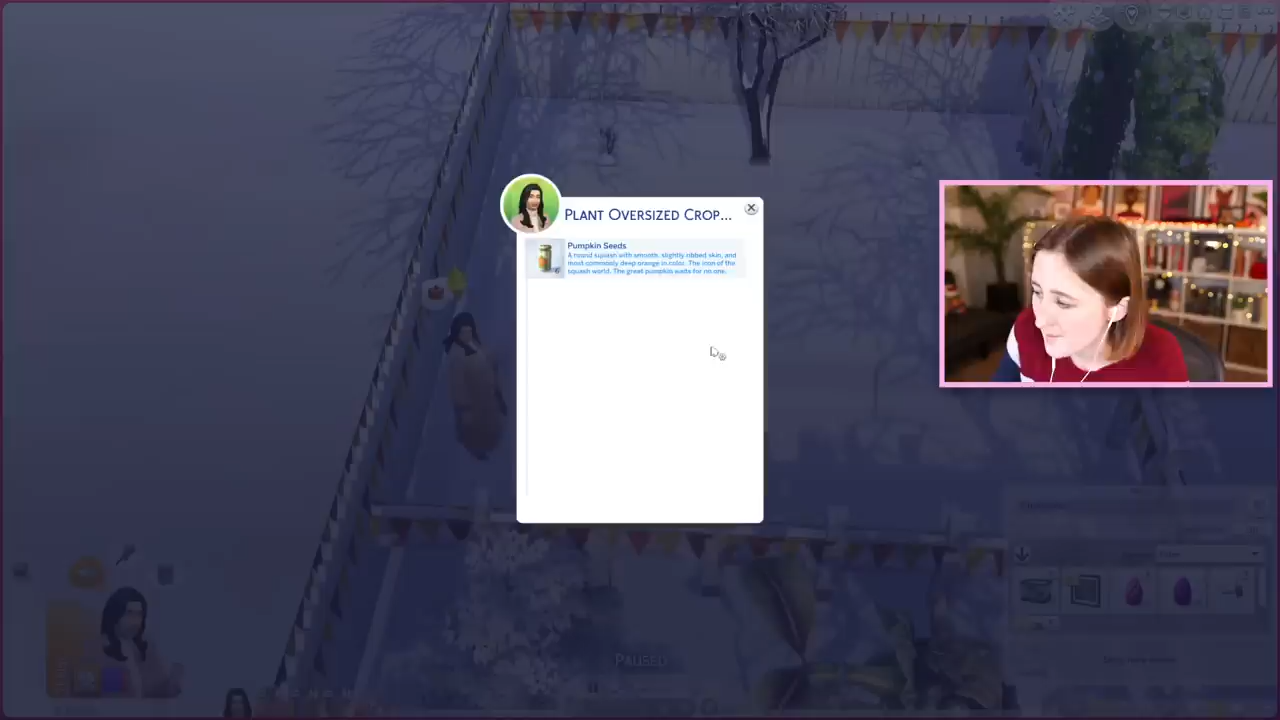 PLANT OVERSIZED CROP...
Pumpkin Seeds
A round squash with smooth, slightly ribbed skin, and
most commonly deep orange in color. The icon of the
squash world. The great pumpkin waits for no one.
PAUSED